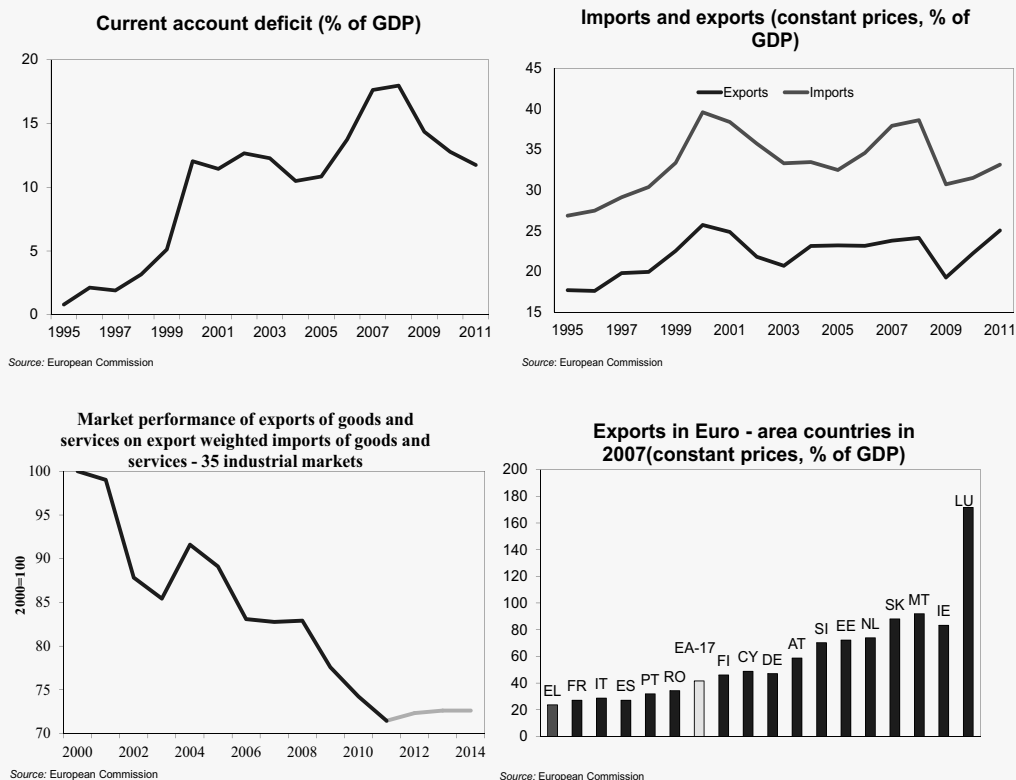 Current account deficit (% of GDP)
20
15
10
5
0
1995 1997 1999 2001 2003 2005 2007 2009 2011
Source: European Commission
Imports and exports (constant prices, % of
GDP)
45
40
35
30
25
20
15
Exports Imports
1995 1997 1999 2001 2003 2005 2007 2009 2011
Source: European Commission
Market performance of exports of goods and
services on export weighted imports of goods and
services - 35 industrial markets
2000=100
100
95
90
85
80
75
70
2000 2002 2004 2006 2008 2010 2012 2014
Source: European Commission
Exports in Euro - area countries in
2007(constant prices, % of GDP)
200
180
160
140
120
100
80
60
40
20
0
EL FR IT ES PT RO EA-17 FI CY DE AT SI EE NL SK MT IE LU
Source: European Commission